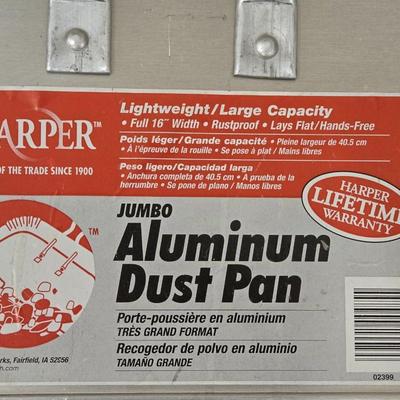 ARPER™
OF THE TRADE SINCE 1900
Lightweight/Large Capacity
• Full 16" Width • Rustproof • Lays Flat/Hands-Free
Poids léger/Grande capacité • Pleine largeur de 40.5 cm
• À l'épreuve de la rouille • Se pose à plat / Mains libres
Peso ligero/Capacidad larga •
• Anchura completa de 40.5 cm • A prueba de la
herrumbre • Se pone de plano / Manos libres
HARPER
LIFETIME
WARRANTY
JUMBO
Aluminum
Dust Pan
™
Porte-poussière en aluminium
TRÈS GRAND FORMAT
Recogedor de polvo en aluminio
TAMAÑO GRANDE
rks, Fairfield, IA 52556
h.com
02399